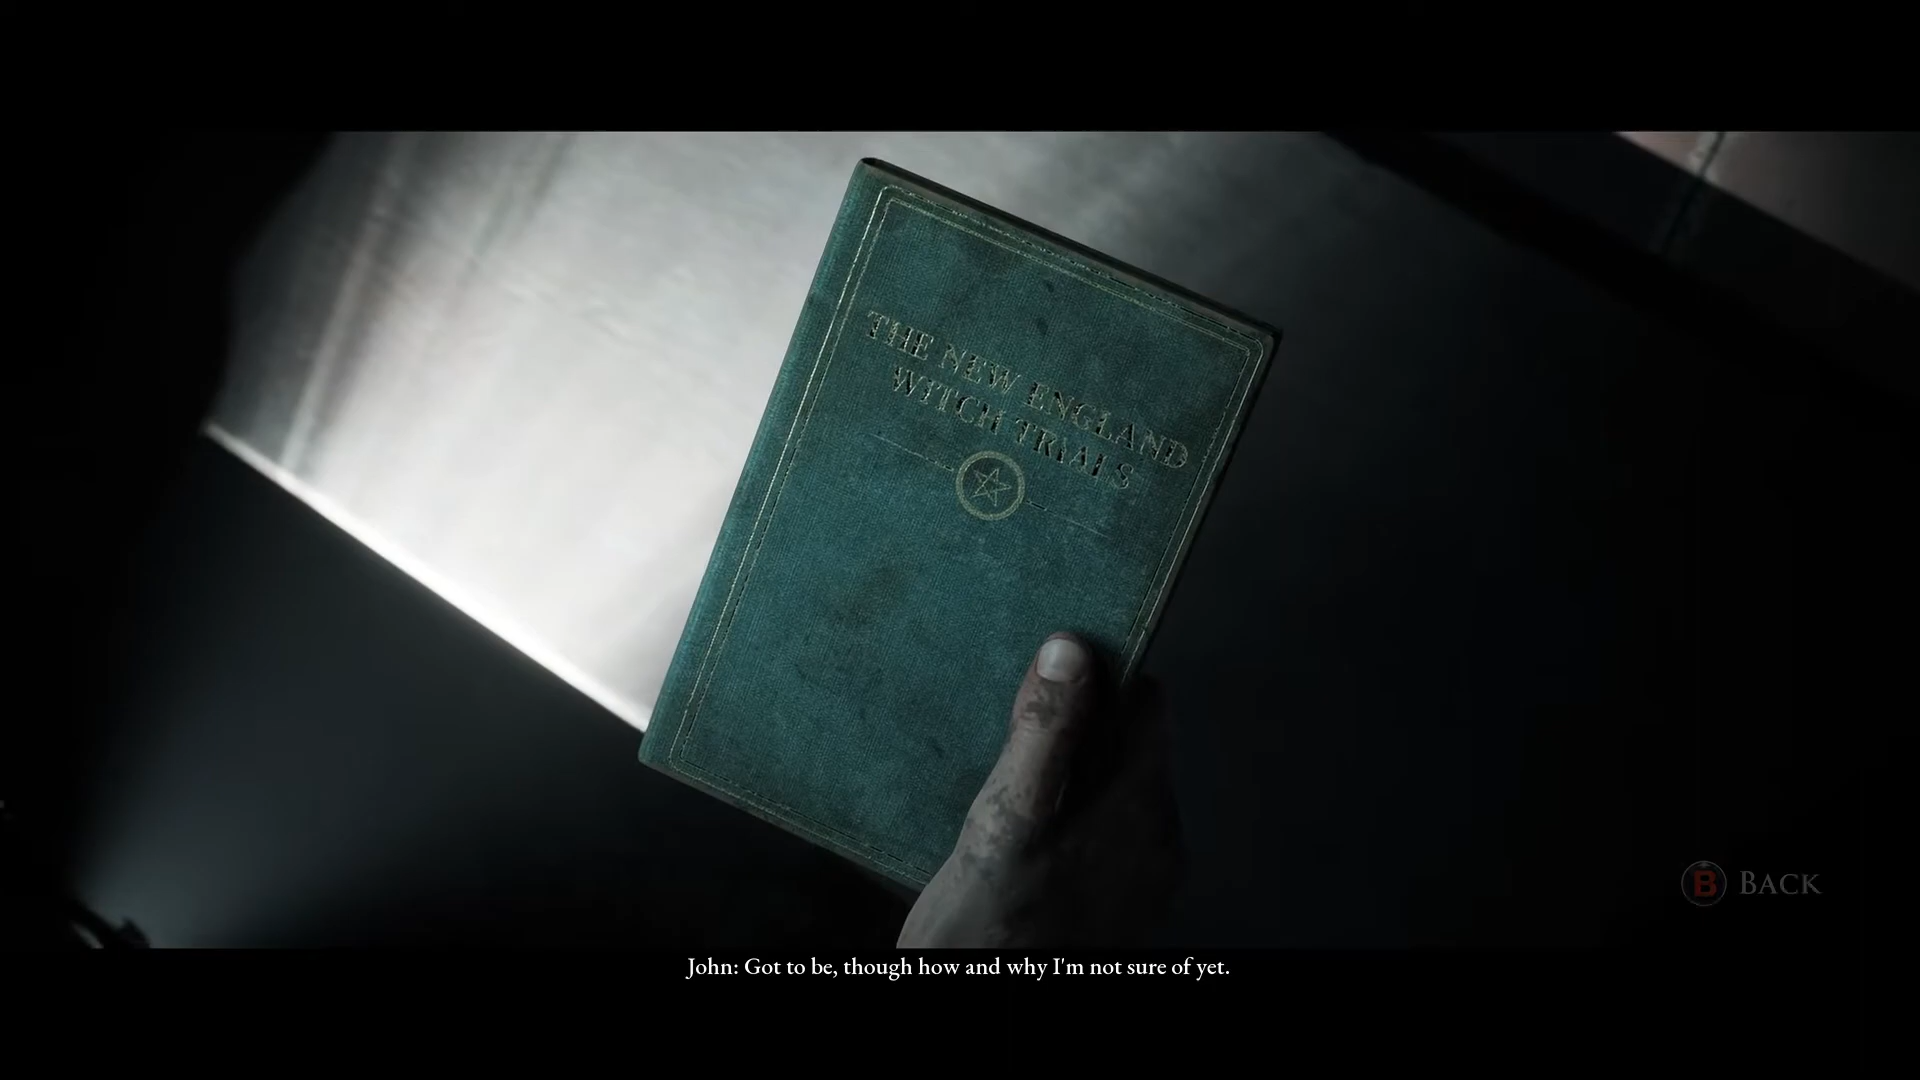 THE NEW ENGLAND
WITCH TRIALS
B BACK
John: Got to be, though how and why I'm not sure of yet.